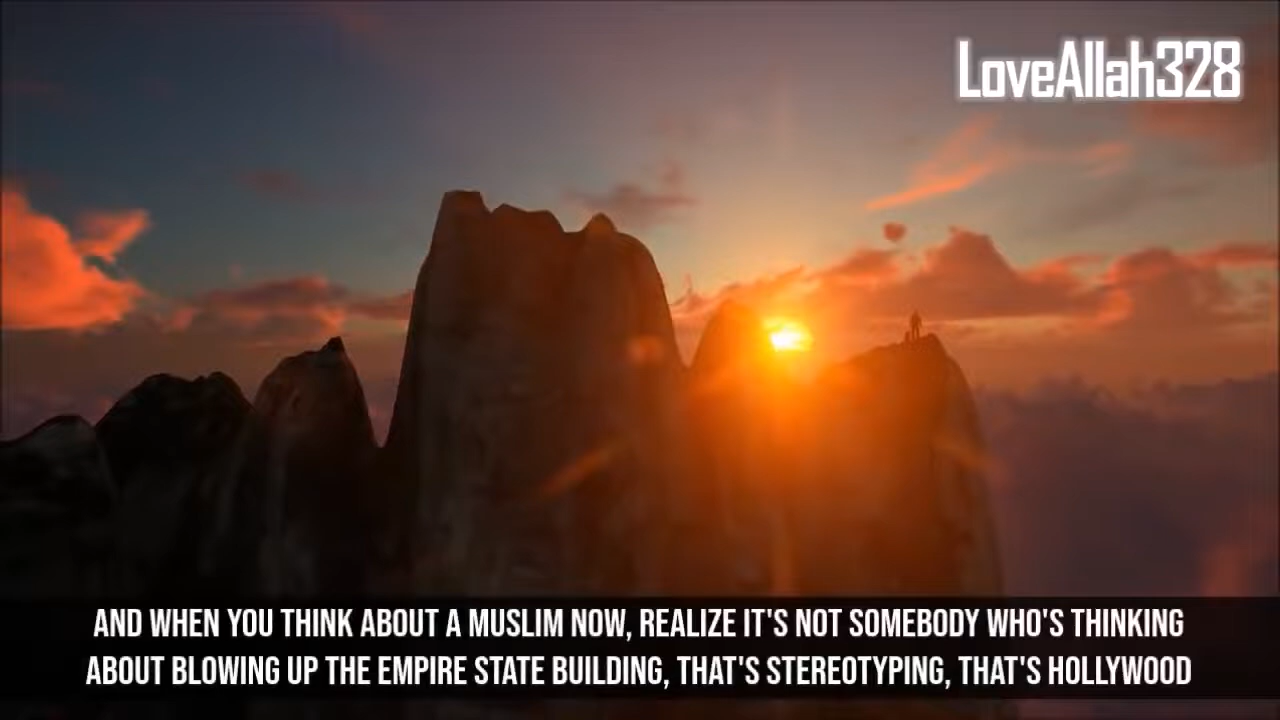 LoveAllah328
AND WHEN YOU THINK ABOUT A MUSLIM NOW, REALIZE IT'S NOT SOMEBODY WHO'S THINKING
ABOUT BLOWING UP THE EMPIRE STATE BUILDING, THAT'S STEREOTYPING, THAT'S HOLLYWOOD